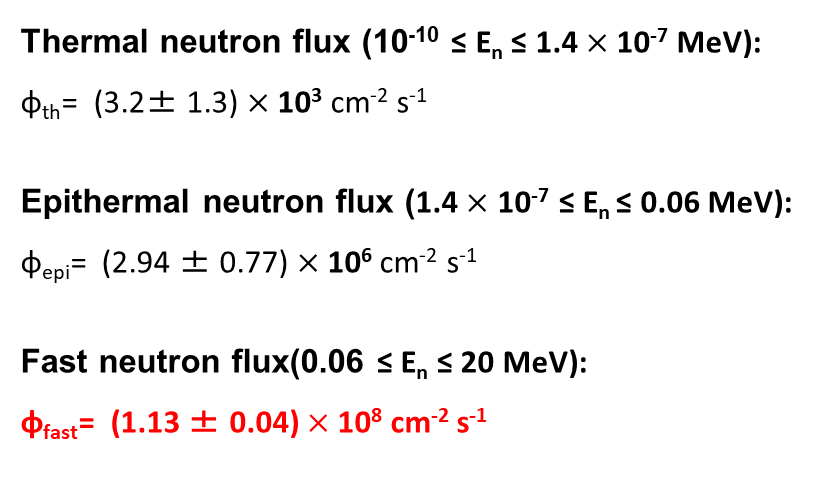 Thermal neutron flux (10⁻¹⁰ ≤ Eₙ ≤ 1.4 × 10⁻⁷ MeV):
ϕₜₕ= (3.2± 1.3) × 10³ cm⁻² s⁻¹
Epithermal neutron flux (1.4 × 10⁻⁷ ≤ Eₙ ≤ 0.06 MeV):
ϕₑₚᵢ= (2.94 ± 0.77) × 10⁶ cm⁻² s⁻¹
Fast neutron flux(0.06 ≤ Eₙ ≤ 20 MeV):
ϕfast= (1.13 ± 0.04) × 10⁸ cm⁻² s⁻¹